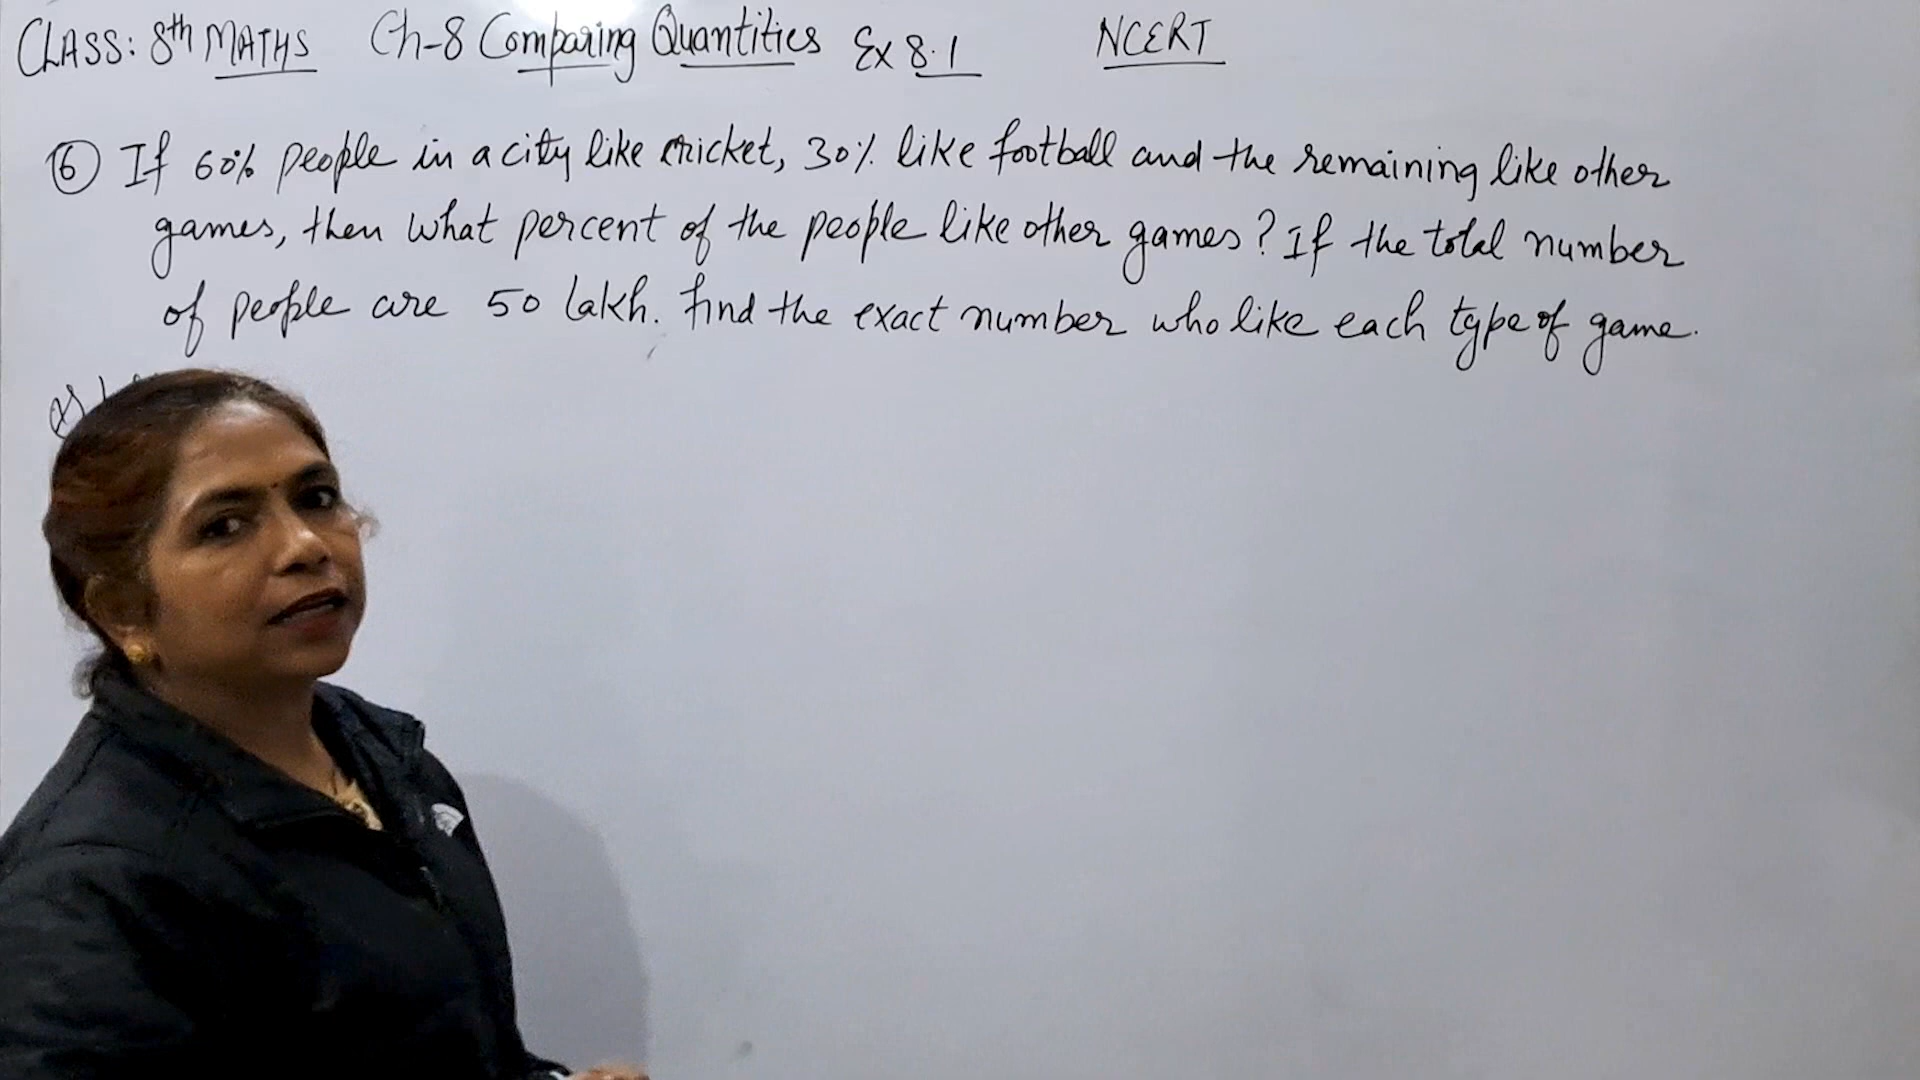 CLASS: 8th MATHS Ch-8 Comparing Quantities Ex 8.1 NCERT
⑥ If 60% people in a city like cricket, 30% like football and the remaining like other
games, then what percent of the people like other games? If the total number
of people are 50 lakh. find the exact number who like each type of game.